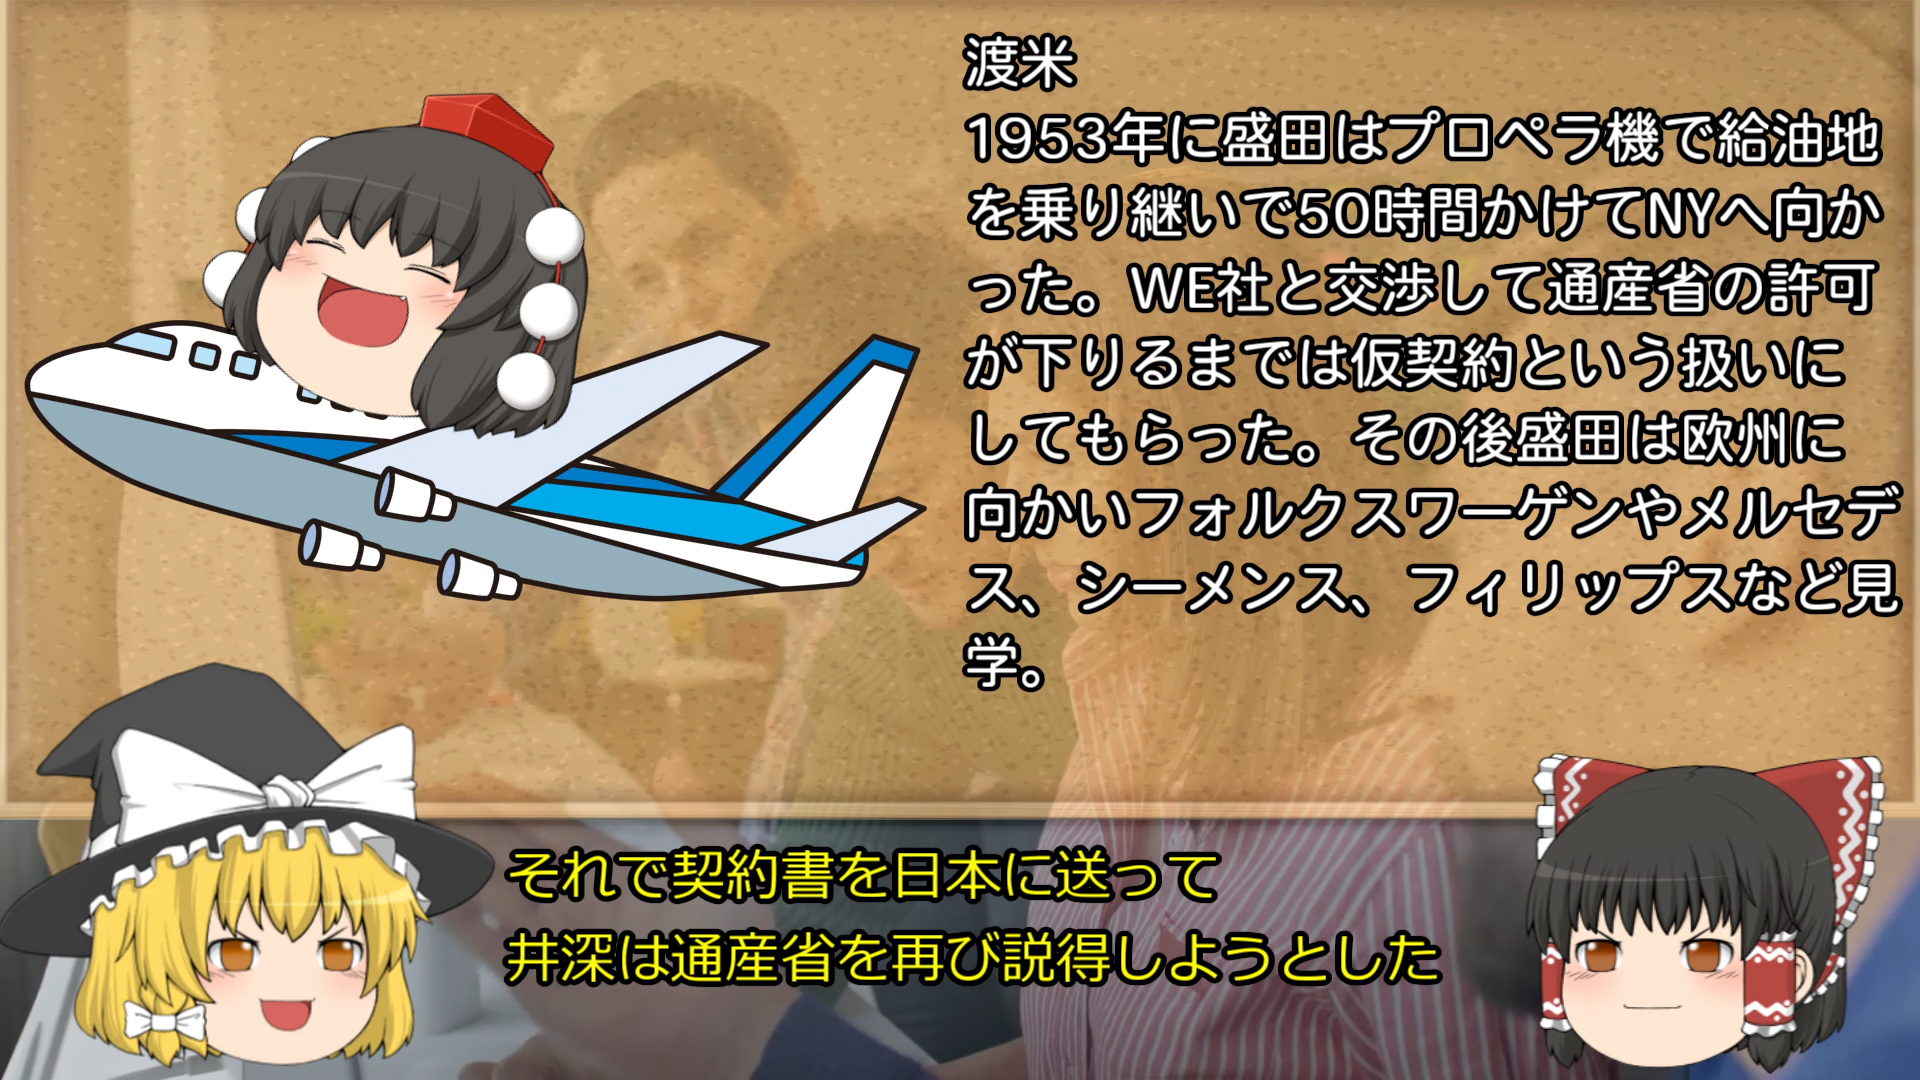 渡米
1953年に盛田はプロペラ機で給油地
を乗り継いで50時間かけてNYへ向か
った。WE社と交渉して通産省の許可
が下りるまでは仮契約という扱いに
してもらった。その後盛田は欧州に
向かいフォルクスワーゲンやメルセデ
ス、シーメンス、フィリップスなど見
学。
それで契約書を日本に送って
井深は通産省を再び説得しようとした